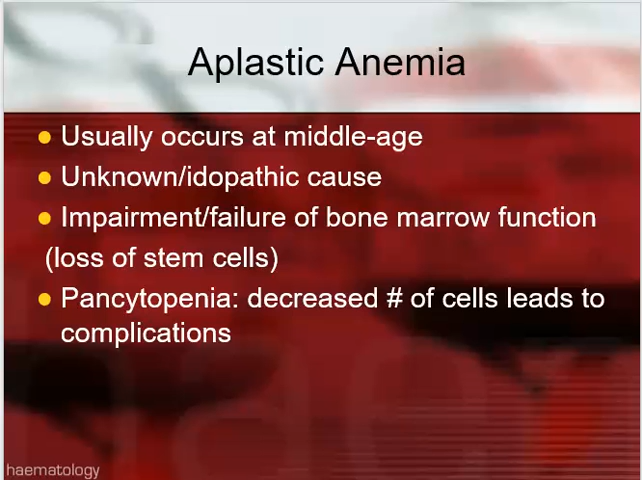 Aplastic Anemia
Usually occurs at middle-age
Unknown/idopathic cause
Impairment/failure of bone marrow function
(loss of stem cells)
Pancytopenia: decreased # of cells leads to
complications
haematology